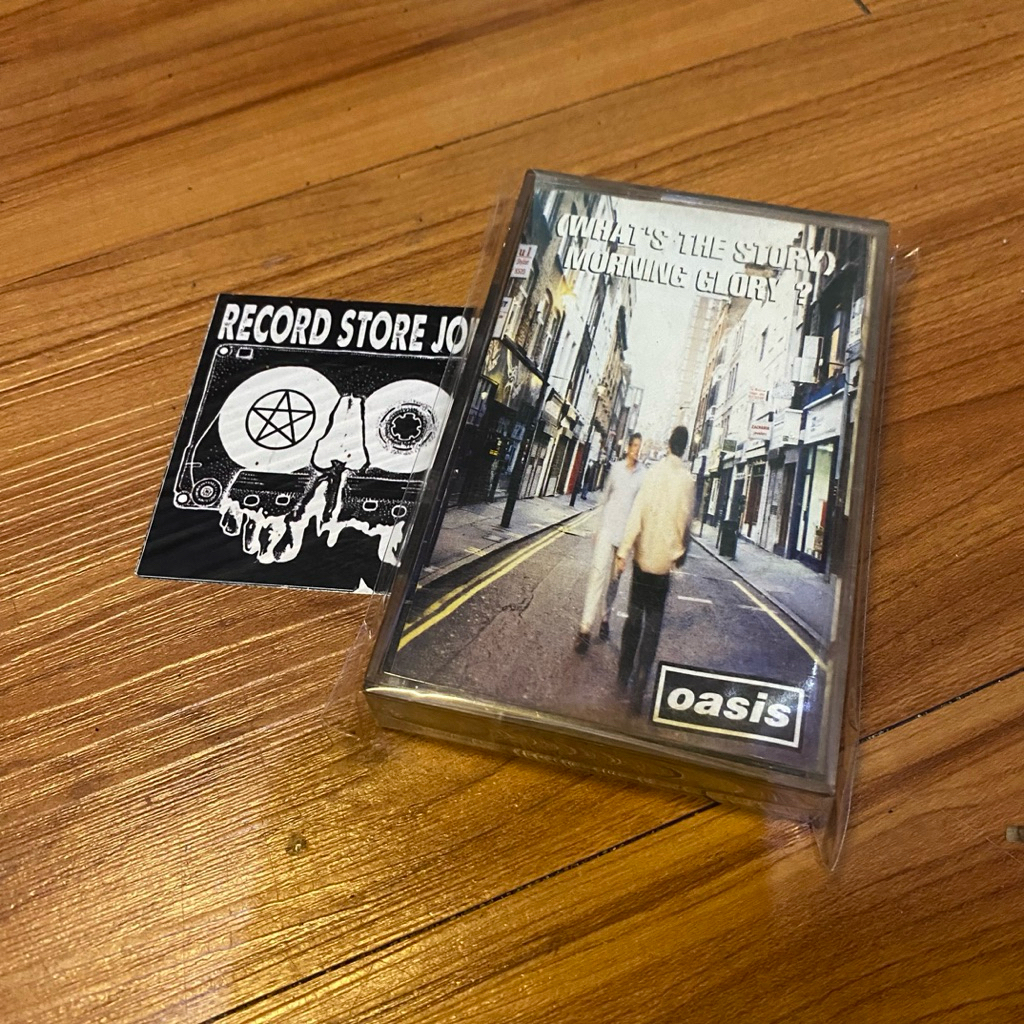 RECORD STORE JO
(WHAT'S THE STORY)
MORNING GLORY ?
oasis